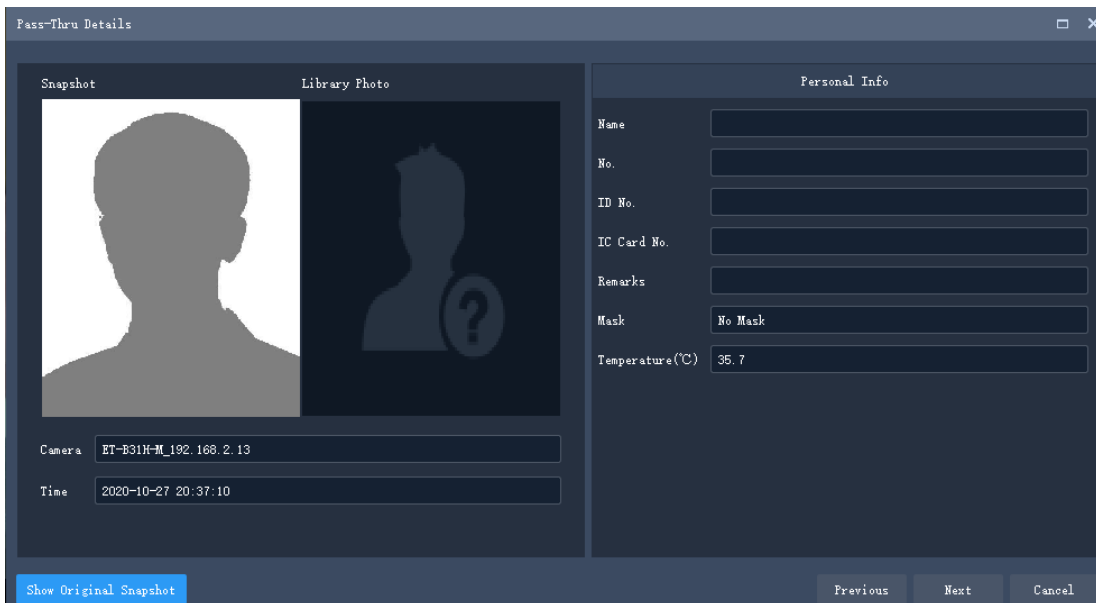 Pass-Thru Details
Snapshot
Library Photo
?
Camera
ET-B31H-M_192.168.2.13
Time
2020-10-27 20:37:10
Personal Info
Name
No.
ID No.
IC Card No.
Remarks
Mask
No Mask
Temperature(℃)
35.7
Show Original Snapshot
Previous
Next
Cancel